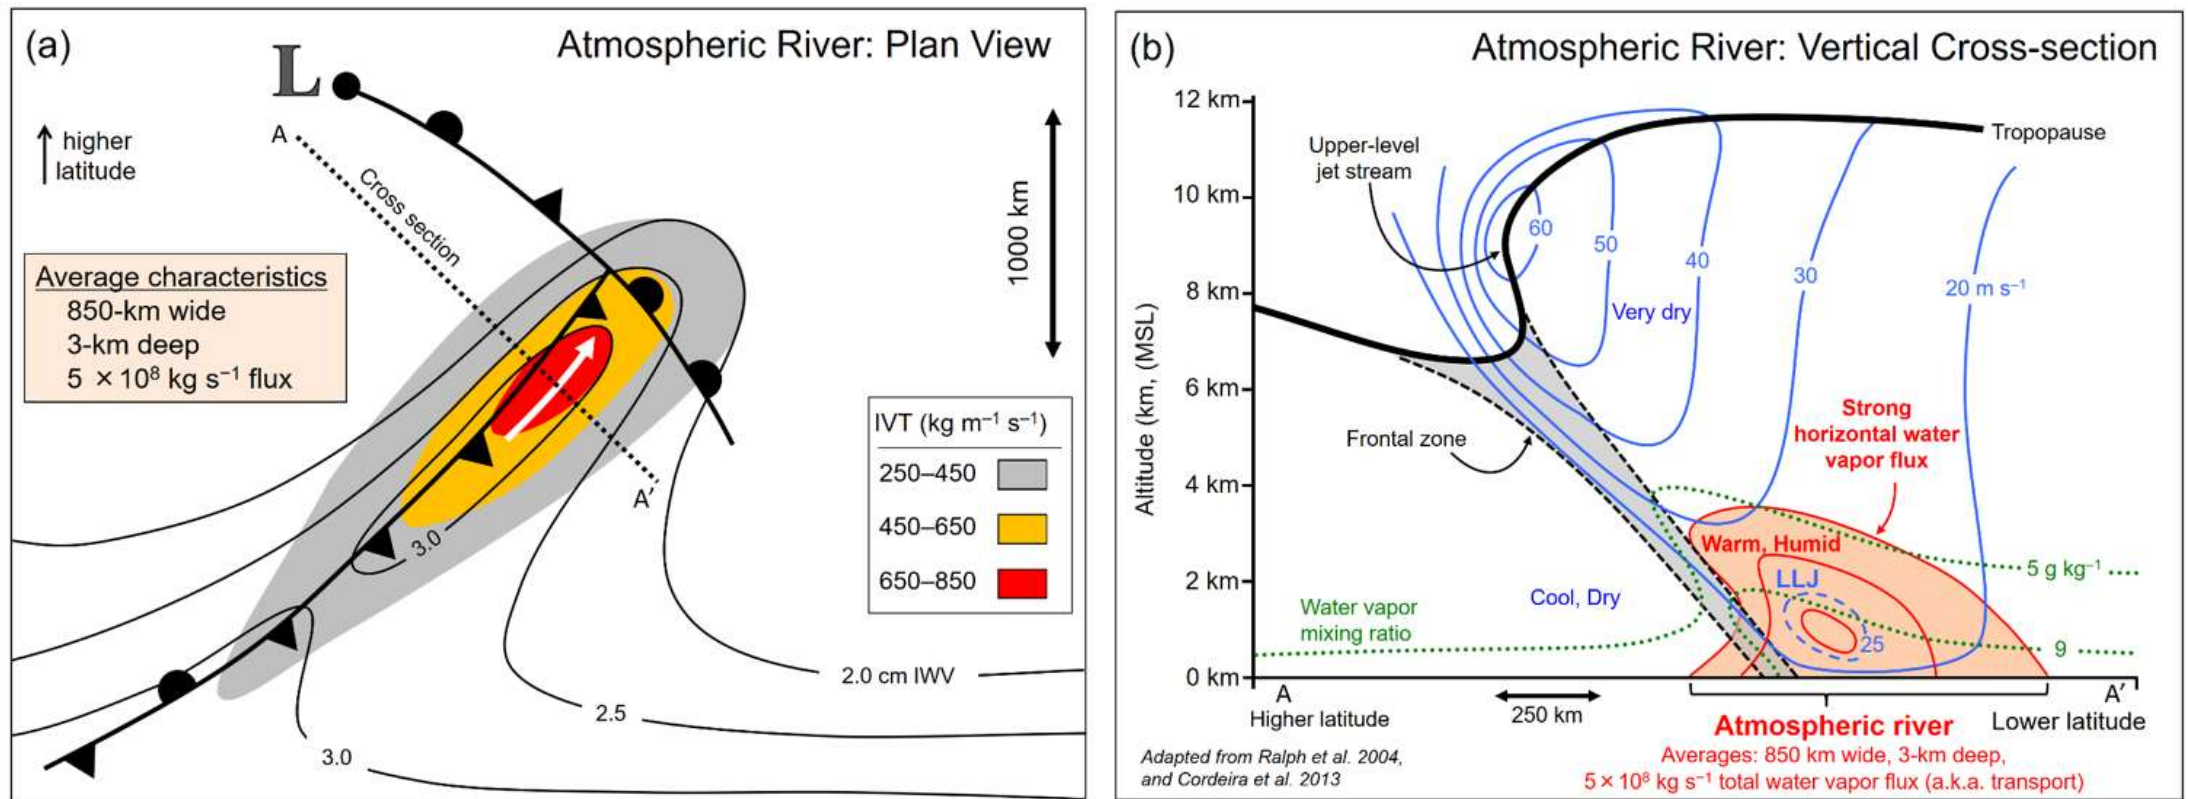 (a)
Atmospheric River: Plan View
L
A
higher
latitude
Cross section
1000 km
Average characteristics
850-km wide
3-km deep
5 × 10⁸ kg s⁻¹ flux
IVT (kg m⁻¹ s⁻¹)
250–450
450–650
650–850
A′
3.0
2.0 cm IWV
2.5
3.0
(b)
Atmospheric River: Vertical Cross-section
12 km
10 km
8 km
6 km
4 km
2 km
0 km
Altitude (km, (MSL)
Tropopause
Upper-level
jet stream
60
50
40
30
20 m s⁻¹
Very dry
Frontal zone
Strong
horizontal water
vapor flux
Warm, Humid
LLJ
25
5 g kg⁻¹
9
Cool, Dry
Water vapor
mixing ratio
A
Higher latitude
250 km
A′
Lower latitude
Atmospheric river
Averages: 850 km wide, 3-km deep,
5 × 10⁸ kg s⁻¹ total water vapor flux (a.k.a. transport)
Adapted from Ralph et al. 2004,
and Cordeira et al. 2013